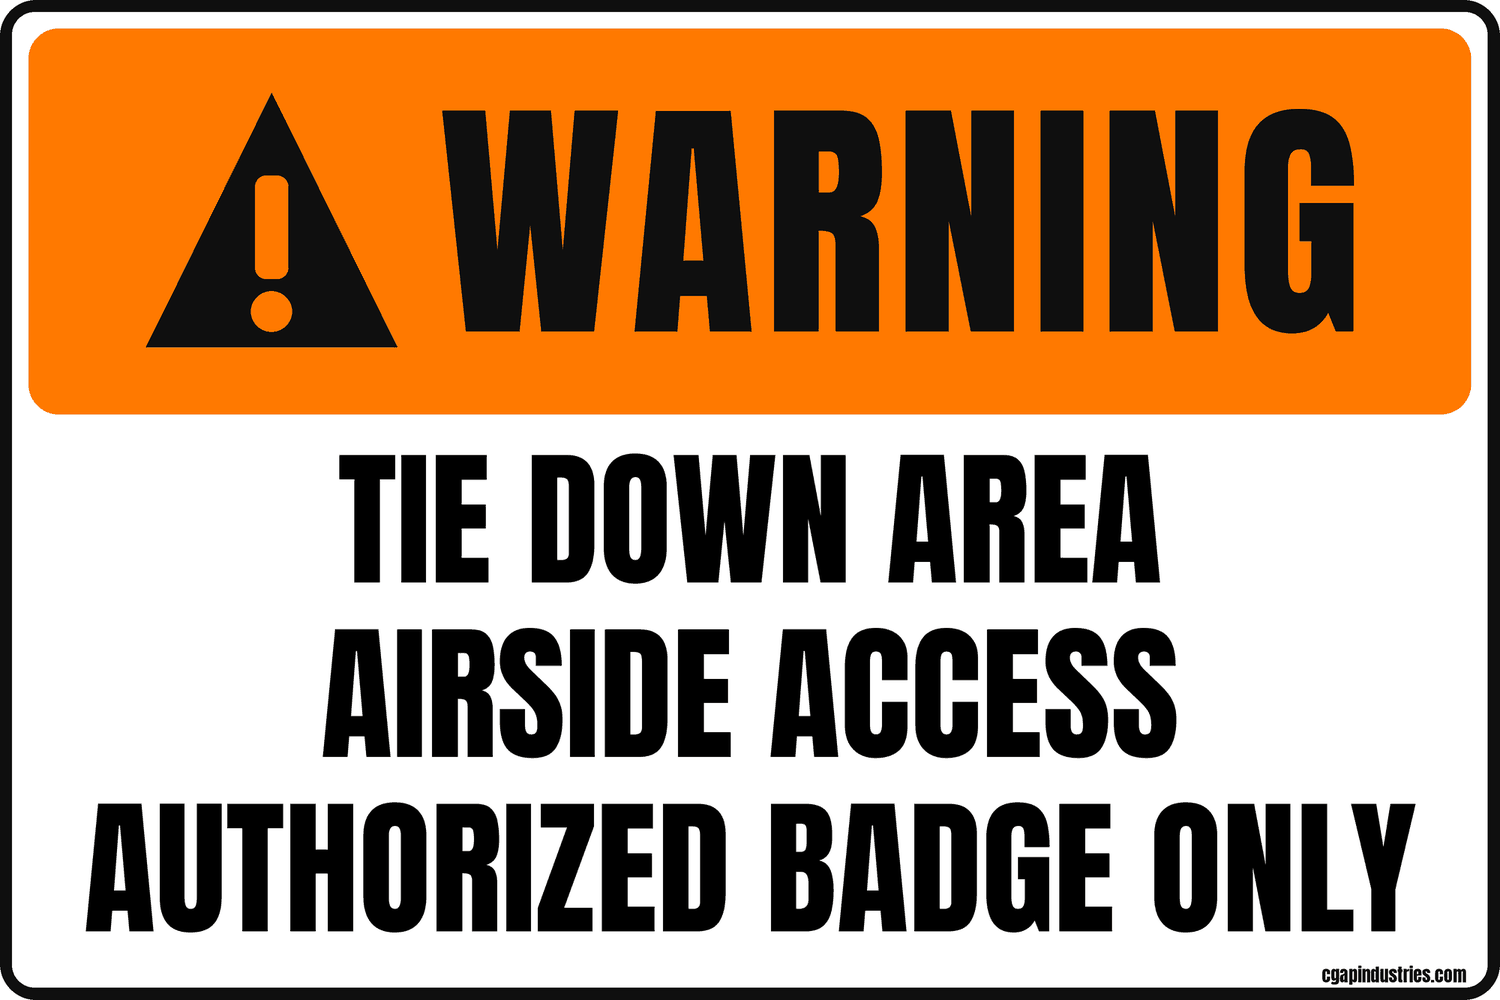 WARNING
TIE DOWN AREA
AIRSIDE ACCESS
AUTHORIZED BADGE ONLY
cgapindustries.com